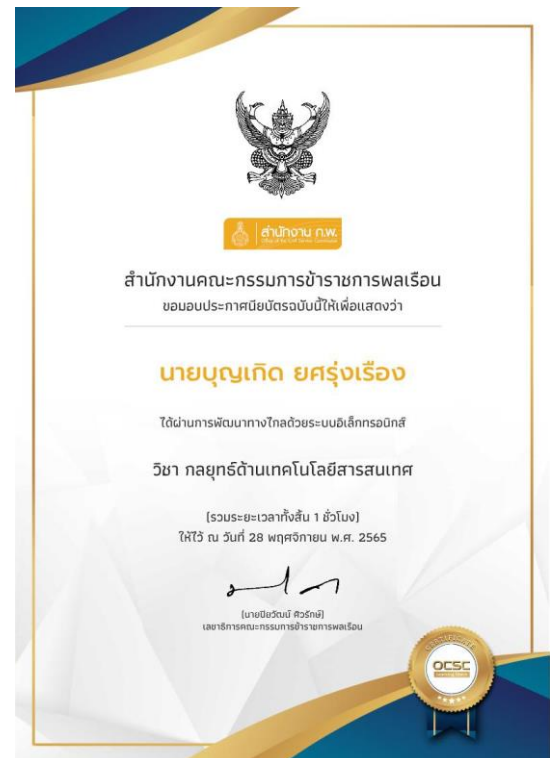 สำนักงาน ก.พ.
Office of the Civil Service Commission
สำนักงานคณะกรรมการข้าราชการพลเรือน
ขอมอบประกาศนียบัตรฉบับนี้ให้เพื่อแสดงว่า
นายบุญเกิด ยศรุ่งเรือง
ได้ผ่านการพัฒนาทางไกลด้วยระบบอิเล็กทรอนิกส์
วิชา กลยุทธ์ด้านเทคโนโลยีสารสนเทศ
(รวมระยะเวลาทั้งสิ้น 1 ชั่วโมง)
ให้ไว้ ณ วันที่ 28 พฤศจิกายน พ.ศ. 2565
(นายปิยวัฒน์ ศิวรักษ์)
เลขาธิการคณะกรรมการข้าราชการพลเรือน
CERTIFICATE
OCSC